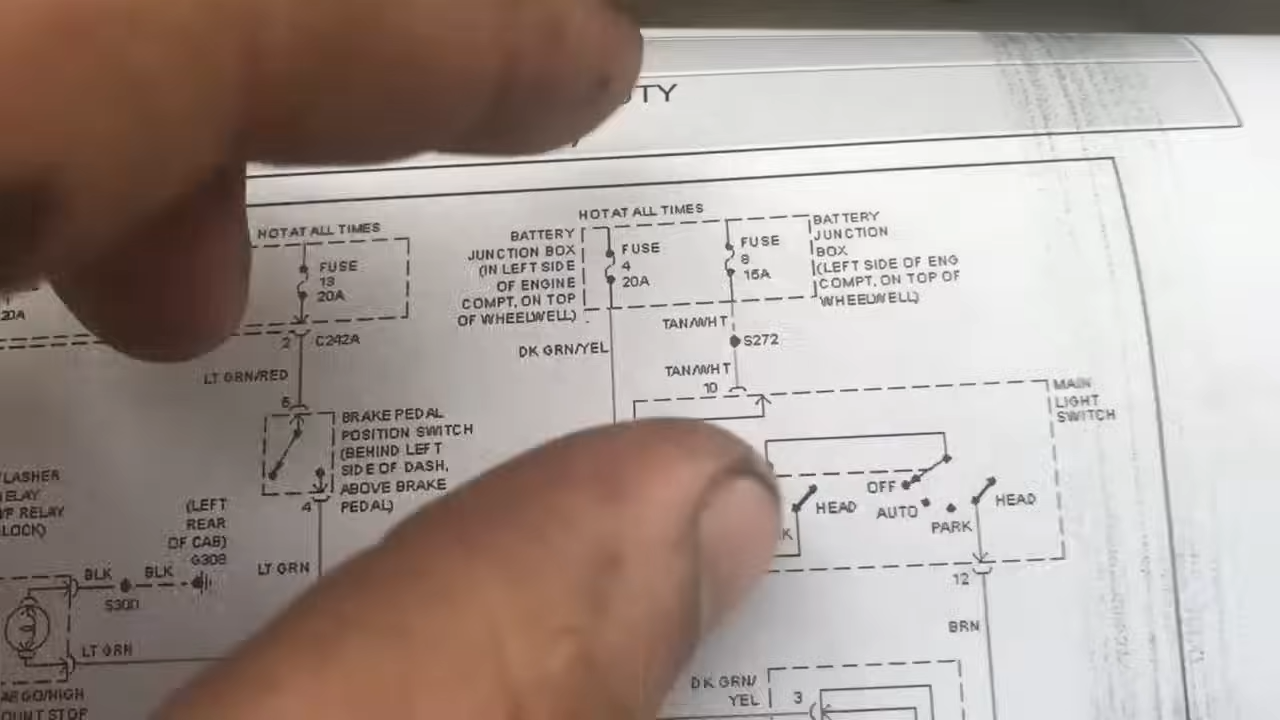 HOT AT ALL TIMES
FUSE
13
20A
20A
2
C242A
LT GRN/RED
6
BRAKE PEDAL
POSITION SWITCH
(BEHIND LEFT
SIDE OF DASH,
ABOVE BRAKE
PEDAL)
4
LT GRN
(LEFT
REAR
OF CAB)
G308
BLK
BLK
S300
LT GRN
RELAY
HOT AT ALL TIMES
BATTERY
JUNCTION BOX
(IN LEFT SIDE
OF ENGINE
COMPT, ON TOP
OF WHEELWELL)
FUSE
4
20A
FUSE
8
15A
BATTERY
JUNCTION
BOX
(LEFT SIDE OF ENG
COMPT, ON TOP OF
WHEELWELL)
DK GRN/YEL
TAN/WHT
S272
TAN/WHT
10
MAIN
LIGHT
SWITCH
HEAD
OFF
AUTO
PARK
HEAD
12
BRN
DK GRN/
YEL
3